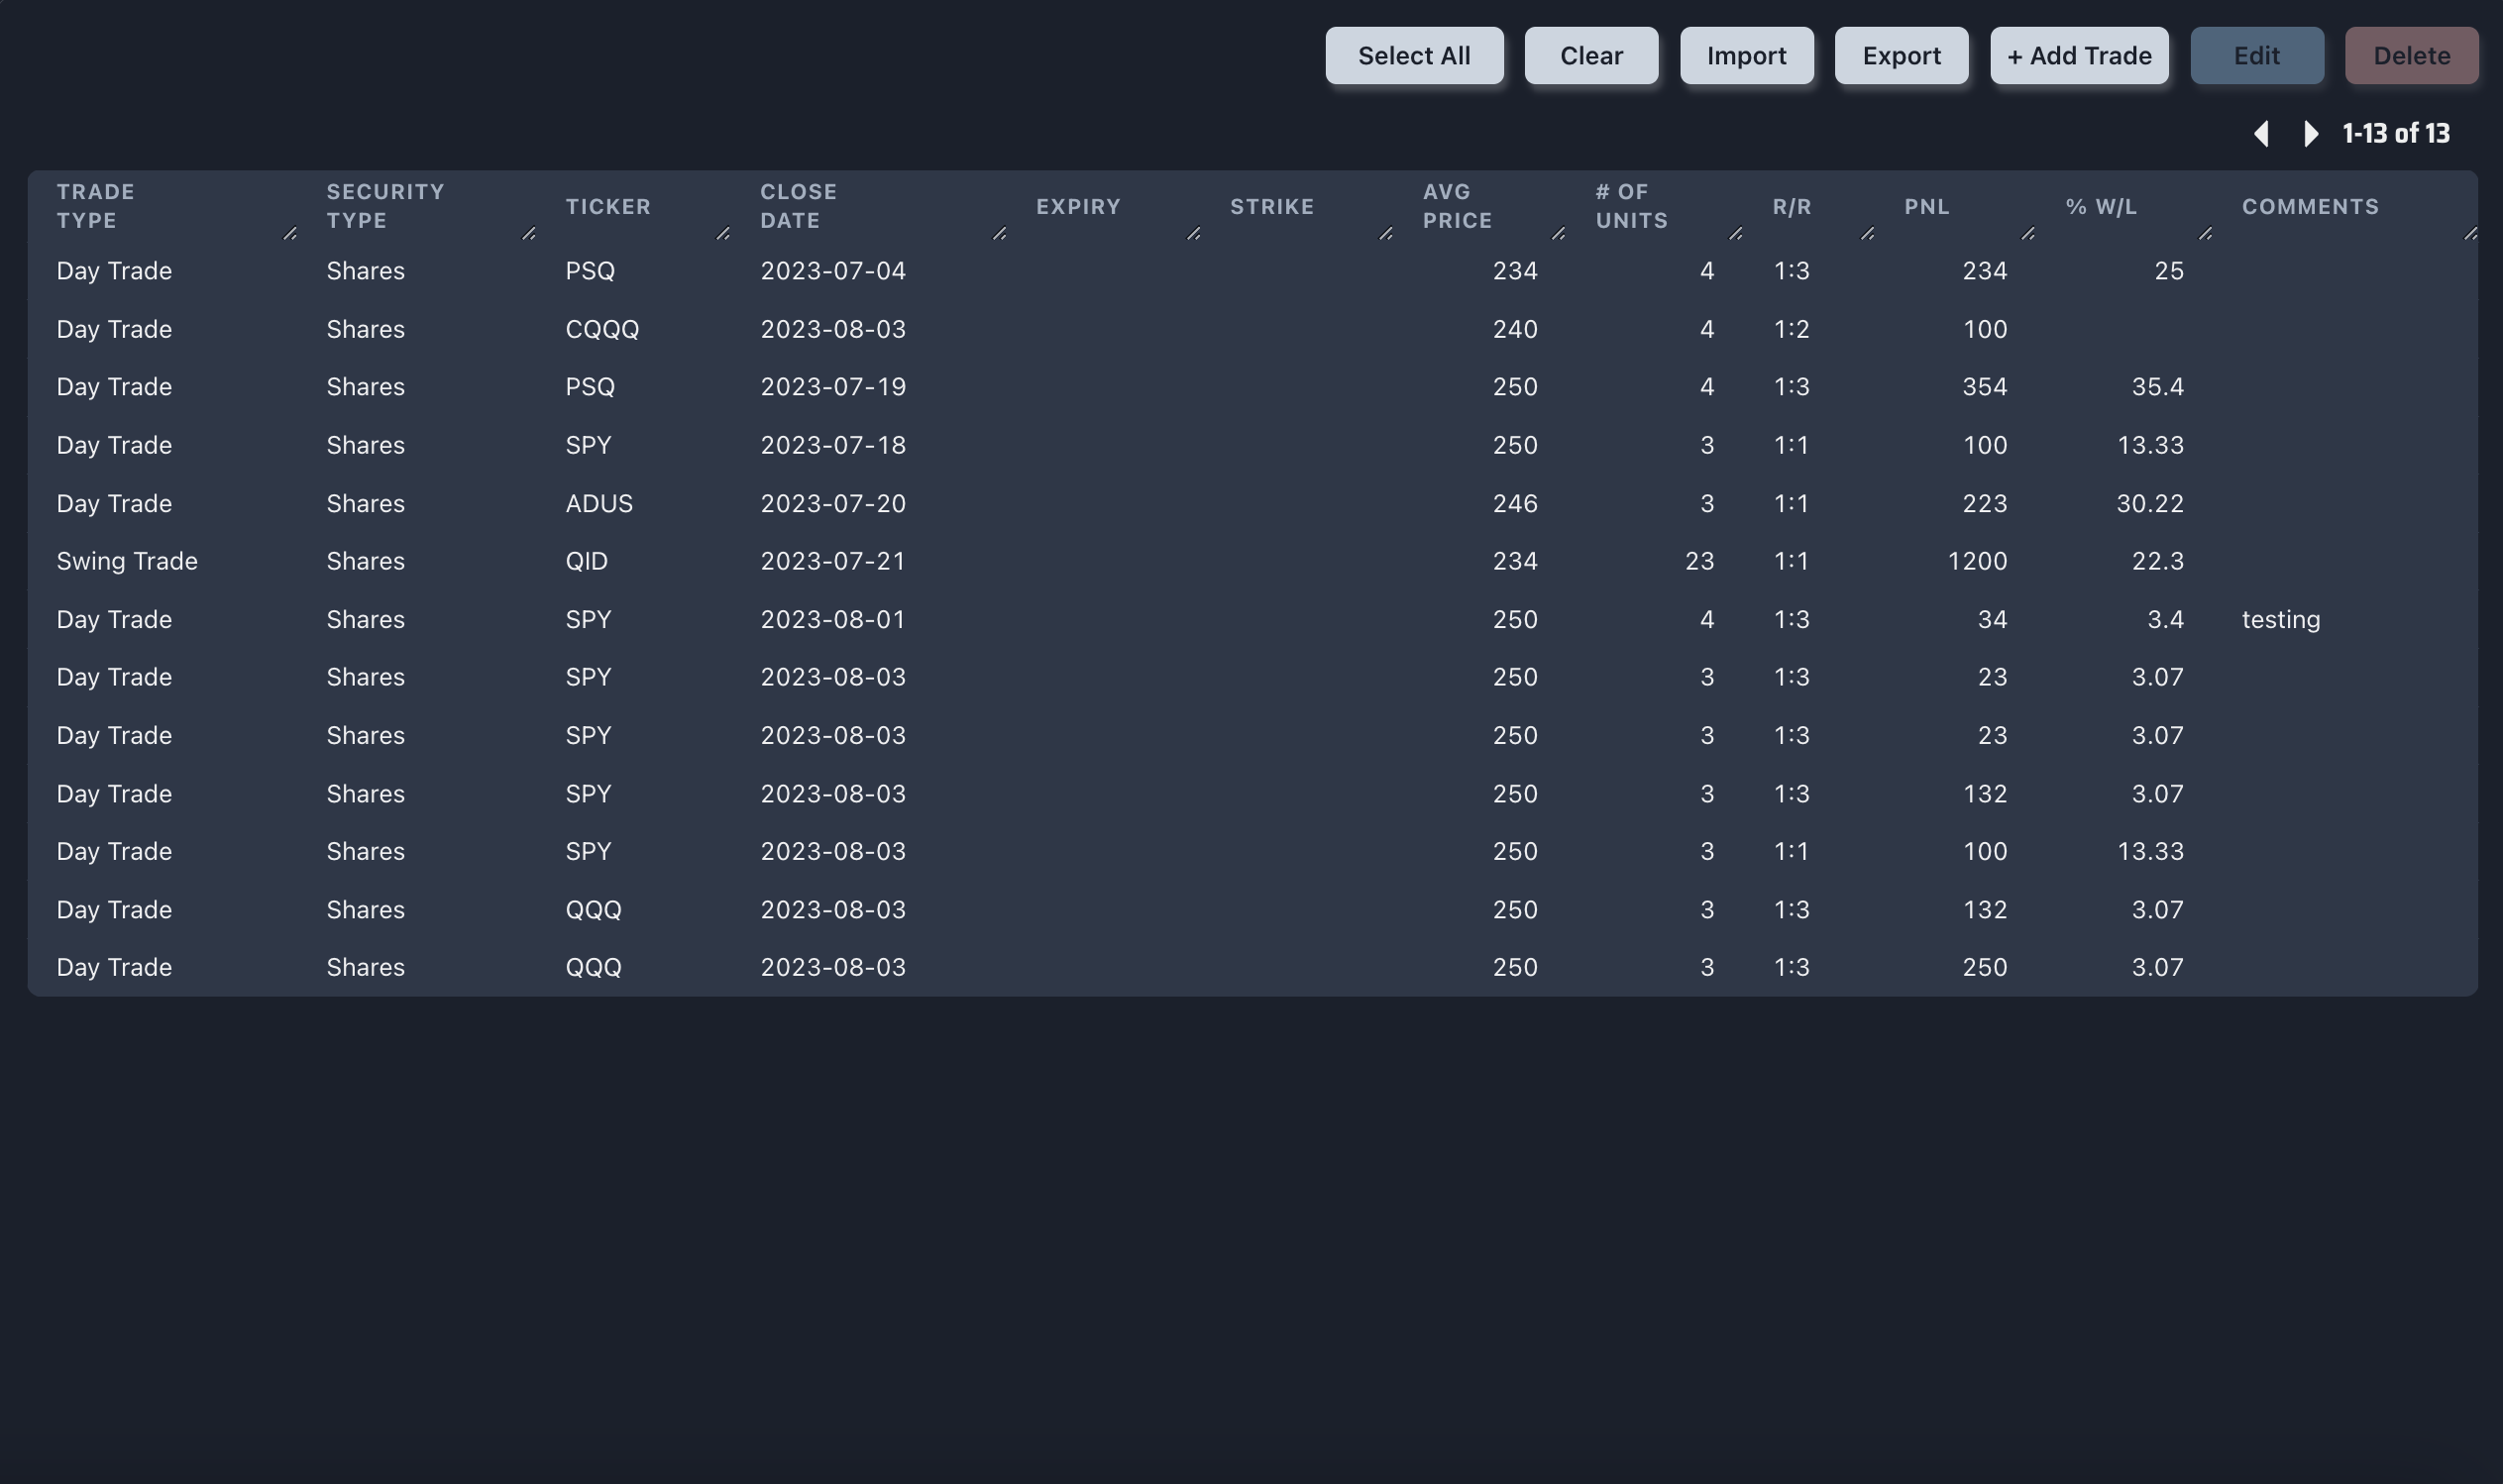 Select All Clear Import Export + Add Trade Edit Delete
1-13 of 13
TRADE TYPE SECURITY TYPE TICKER CLOSE DATE EXPIRY STRIKE AVG PRICE # OF UNITS R/R PNL % W/L COMMENTS
Day Trade Shares PSQ 2023-07-04 234 4 1:3 234 25
Day Trade Shares CQQQ 2023-08-03 240 4 1:2 100
Day Trade Shares PSQ 2023-07-19 250 4 1:3 354 35.4
Day Trade Shares SPY 2023-07-18 250 3 1:1 100 13.33
Day Trade Shares ADUS 2023-07-20 246 3 1:1 223 30.22
Swing Trade Shares QID 2023-07-21 234 23 1:1 1200 22.3
Day Trade Shares SPY 2023-08-01 250 4 1:3 34 3.4 testing
Day Trade Shares SPY 2023-08-03 250 3 1:3 23 3.07
Day Trade Shares SPY 2023-08-03 250 3 1:3 23 3.07
Day Trade Shares SPY 2023-08-03 250 3 1:3 132 3.07
Day Trade Shares SPY 2023-08-03 250 3 1:1 100 13.33
Day Trade Shares QQQ 2023-08-03 250 3 1:3 132 3.07
Day Trade Shares QQQ 2023-08-03 250 3 1:3 250 3.07